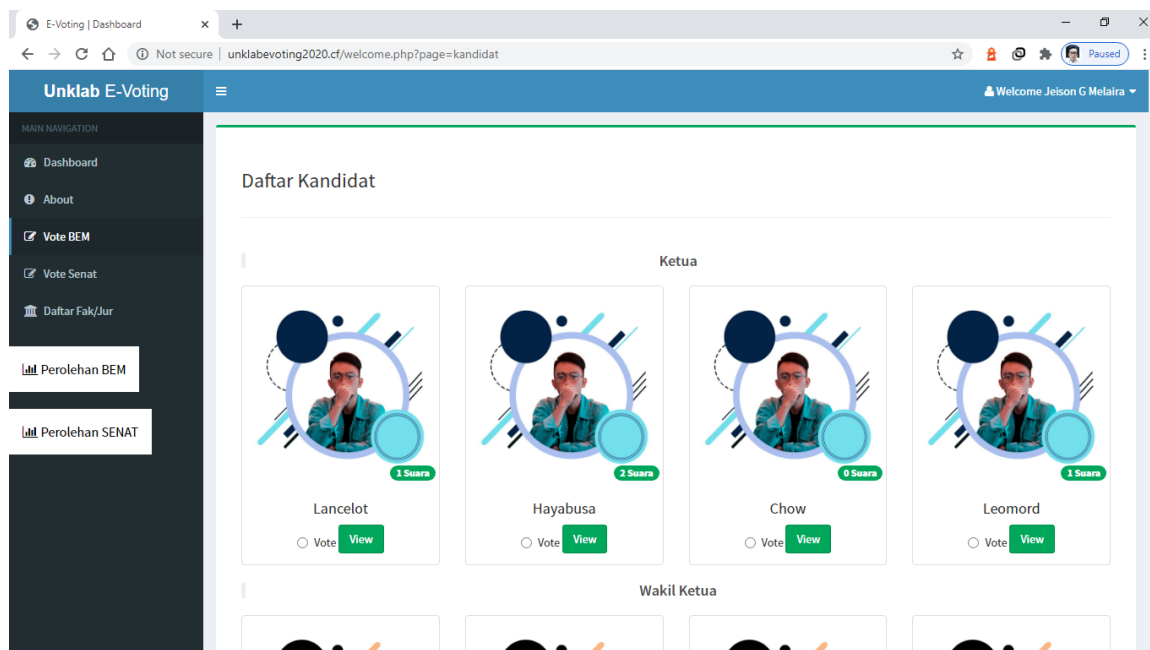 E-Voting | Dashboard
Not secure | unklabevoting2020.cf/welcome.php?page=kandidat
Paused
Unklab E-Voting
Welcome Jeison G Melaira
MAIN NAVIGATION
Dashboard
About
Vote BEM
Vote Senat
Daftar Fak/Jur
Perolehan BEM
Perolehan SENAT
Daftar Kandidat
Ketua
1 Suara
2 Suara
0 Suara
1 Suara
Lancelot
Hayabusa
Chow
Leomord
Vote View
Vote View
Vote View
Vote View
Wakil Ketua